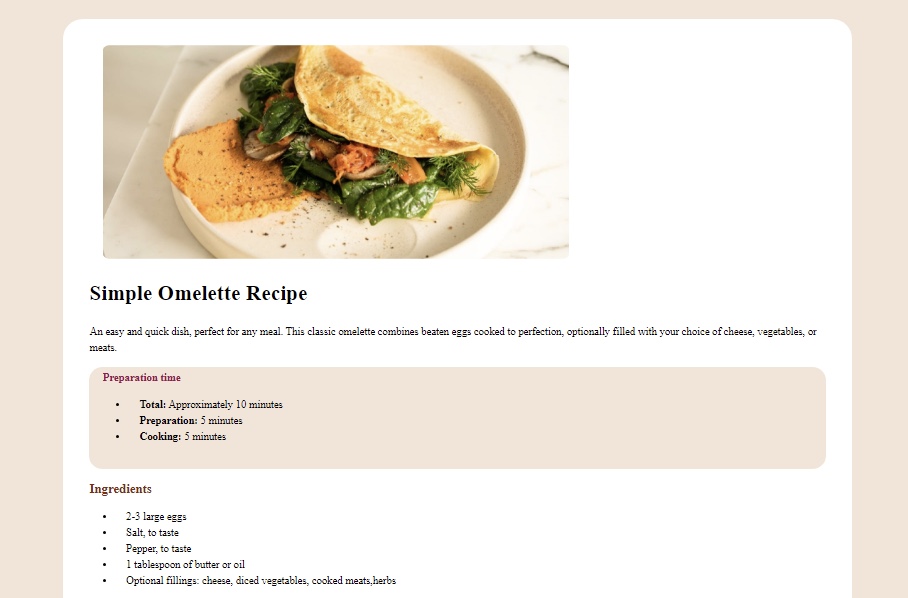 Simple Omelette Recipe
An easy and quick dish, perfect for any meal. This classic omelette combines beaten eggs cooked to perfection, optionally filled with your choice of cheese, vegetables, or
meats.
Preparation time
• Total: Approximately 10 minutes
• Preparation: 5 minutes
• Cooking: 5 minutes
Ingredients
• 2-3 large eggs
• Salt, to taste
• Pepper, to taste
• 1 tablespoon of butter or oil
• Optional fillings: cheese, diced vegetables, cooked meats,herbs